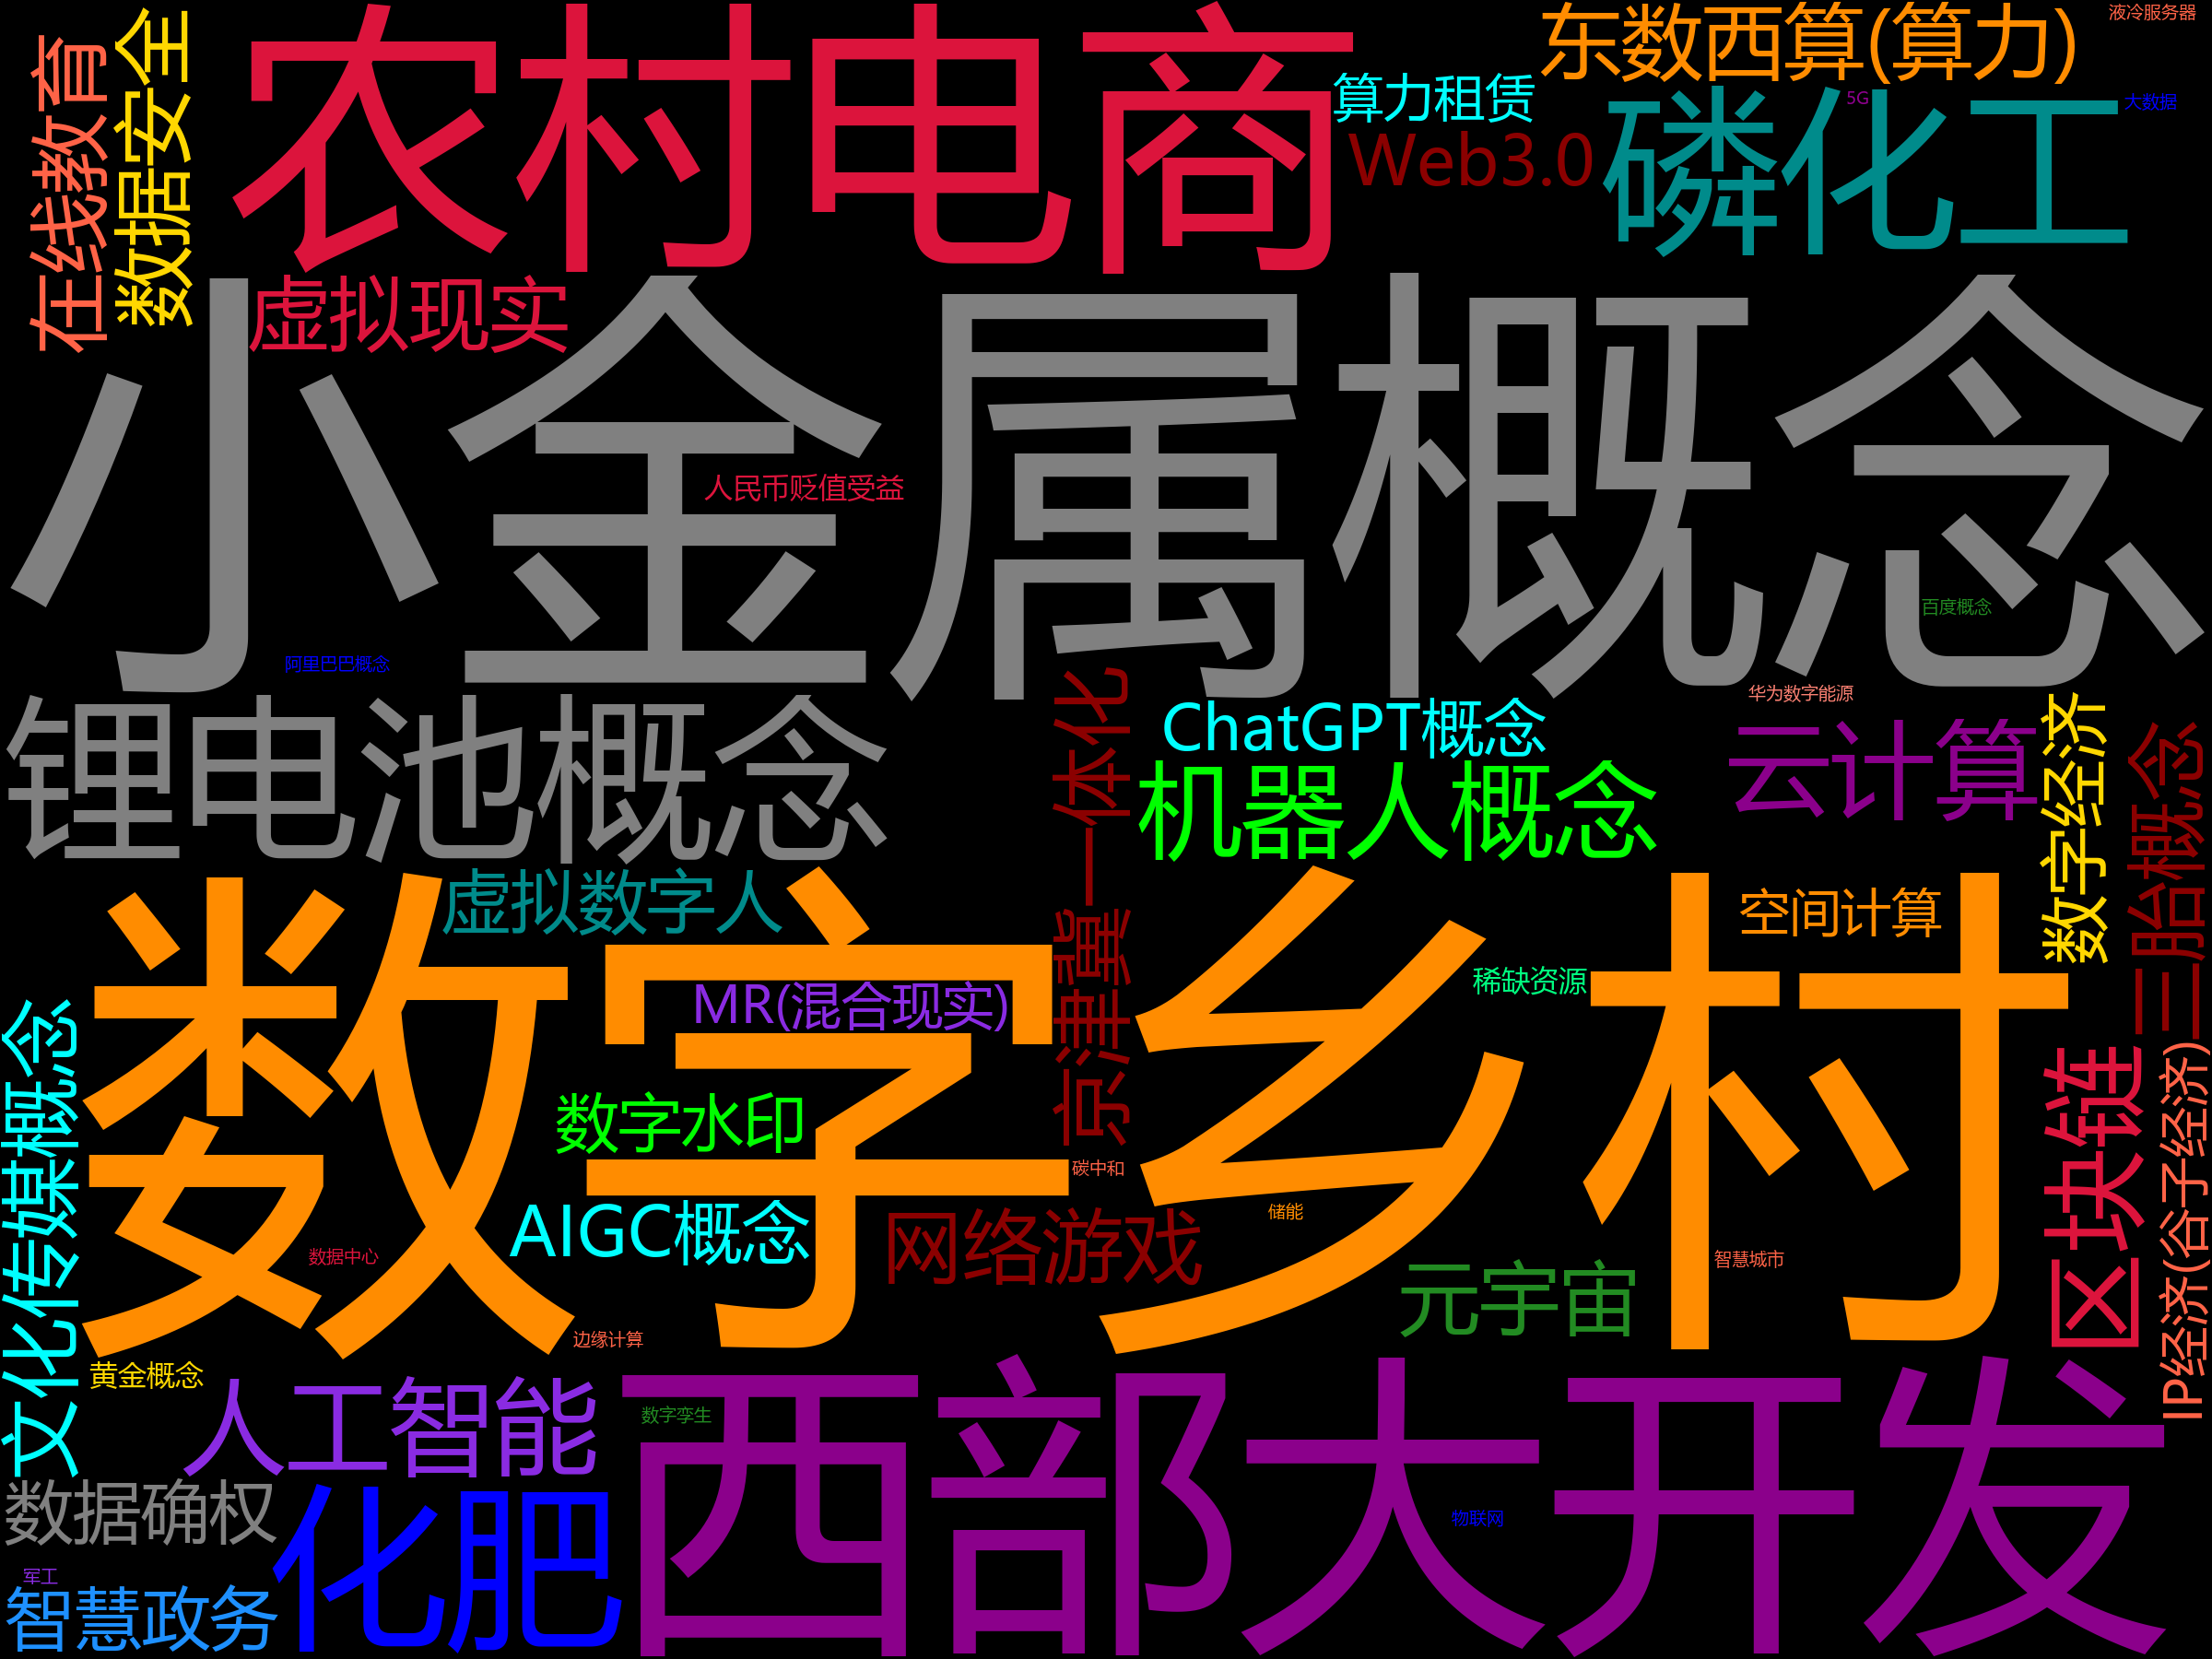 在线教育
数据安全
农村电商
东数西算(算力)
液冷服务器
算力租赁
5G
大数据
Web3.0
磷化工
虚拟现实
小金属概念
人民币贬值受益
百度概念
阿里巴巴概念
华为数字能源
锂电池概念
京津冀一体化
ChatGPT概念
机器人概念
云计算
数字经济
三胎概念
虚拟数字人
空间计算
数字乡村
稀缺资源
MR(混合现实)
文化传媒概念
数字水印
碳中和
区块链
IP经济(谷子经济)
AIGC概念
网络游戏
储能
数据中心
智慧城市
元宇宙
边缘计算
黄金概念
人工智能
西部大开发
数字孪生
数据确权
化肥
物联网
军工
智慧政务